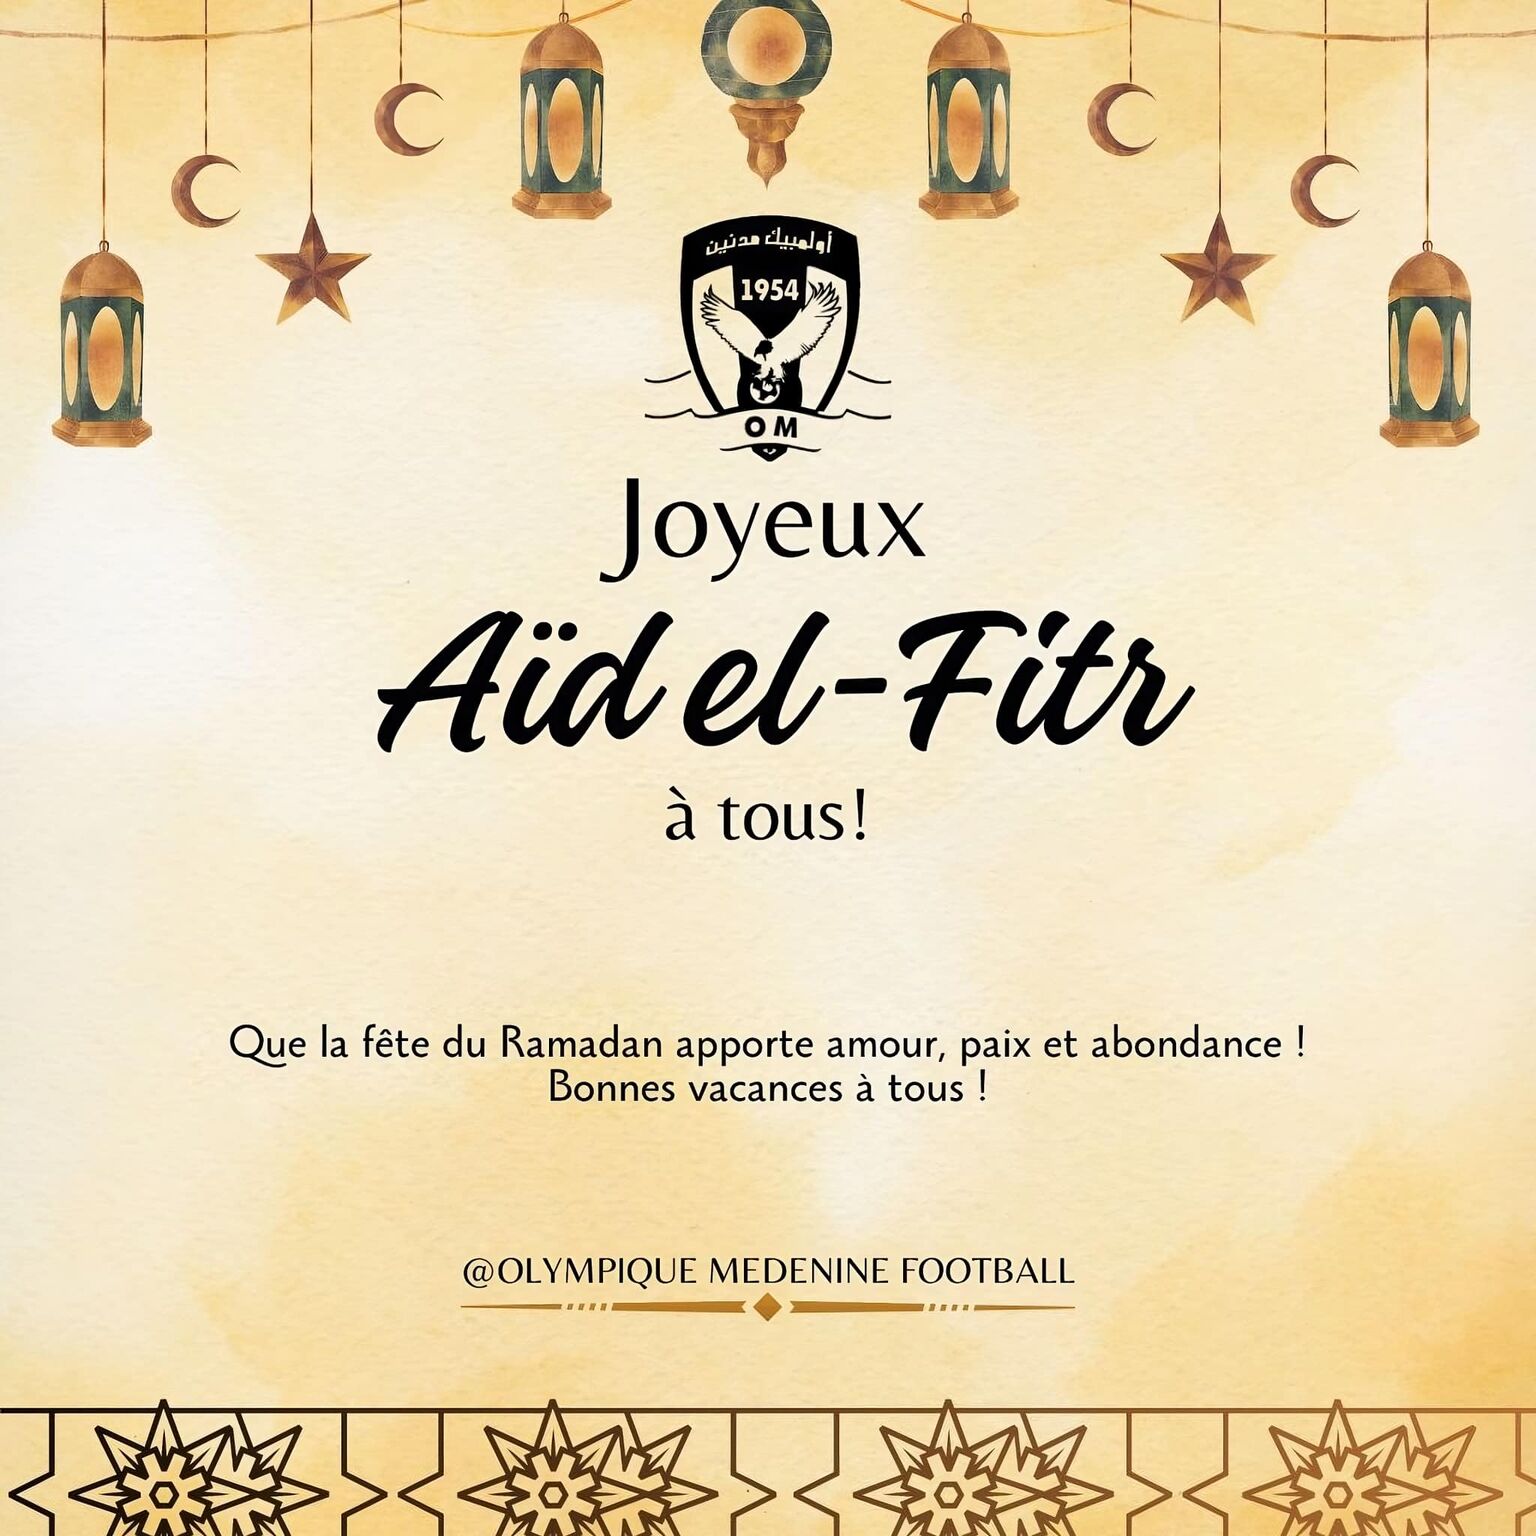 أولمبيك مدنين
1954
O M
Joyeux
Aïd el-Fitr
à tous!
Que la fête du Ramadan apporte amour, paix et abondance !
Bonnes vacances à tous !
@OLYMPIQUE MEDENINE FOOTBALL